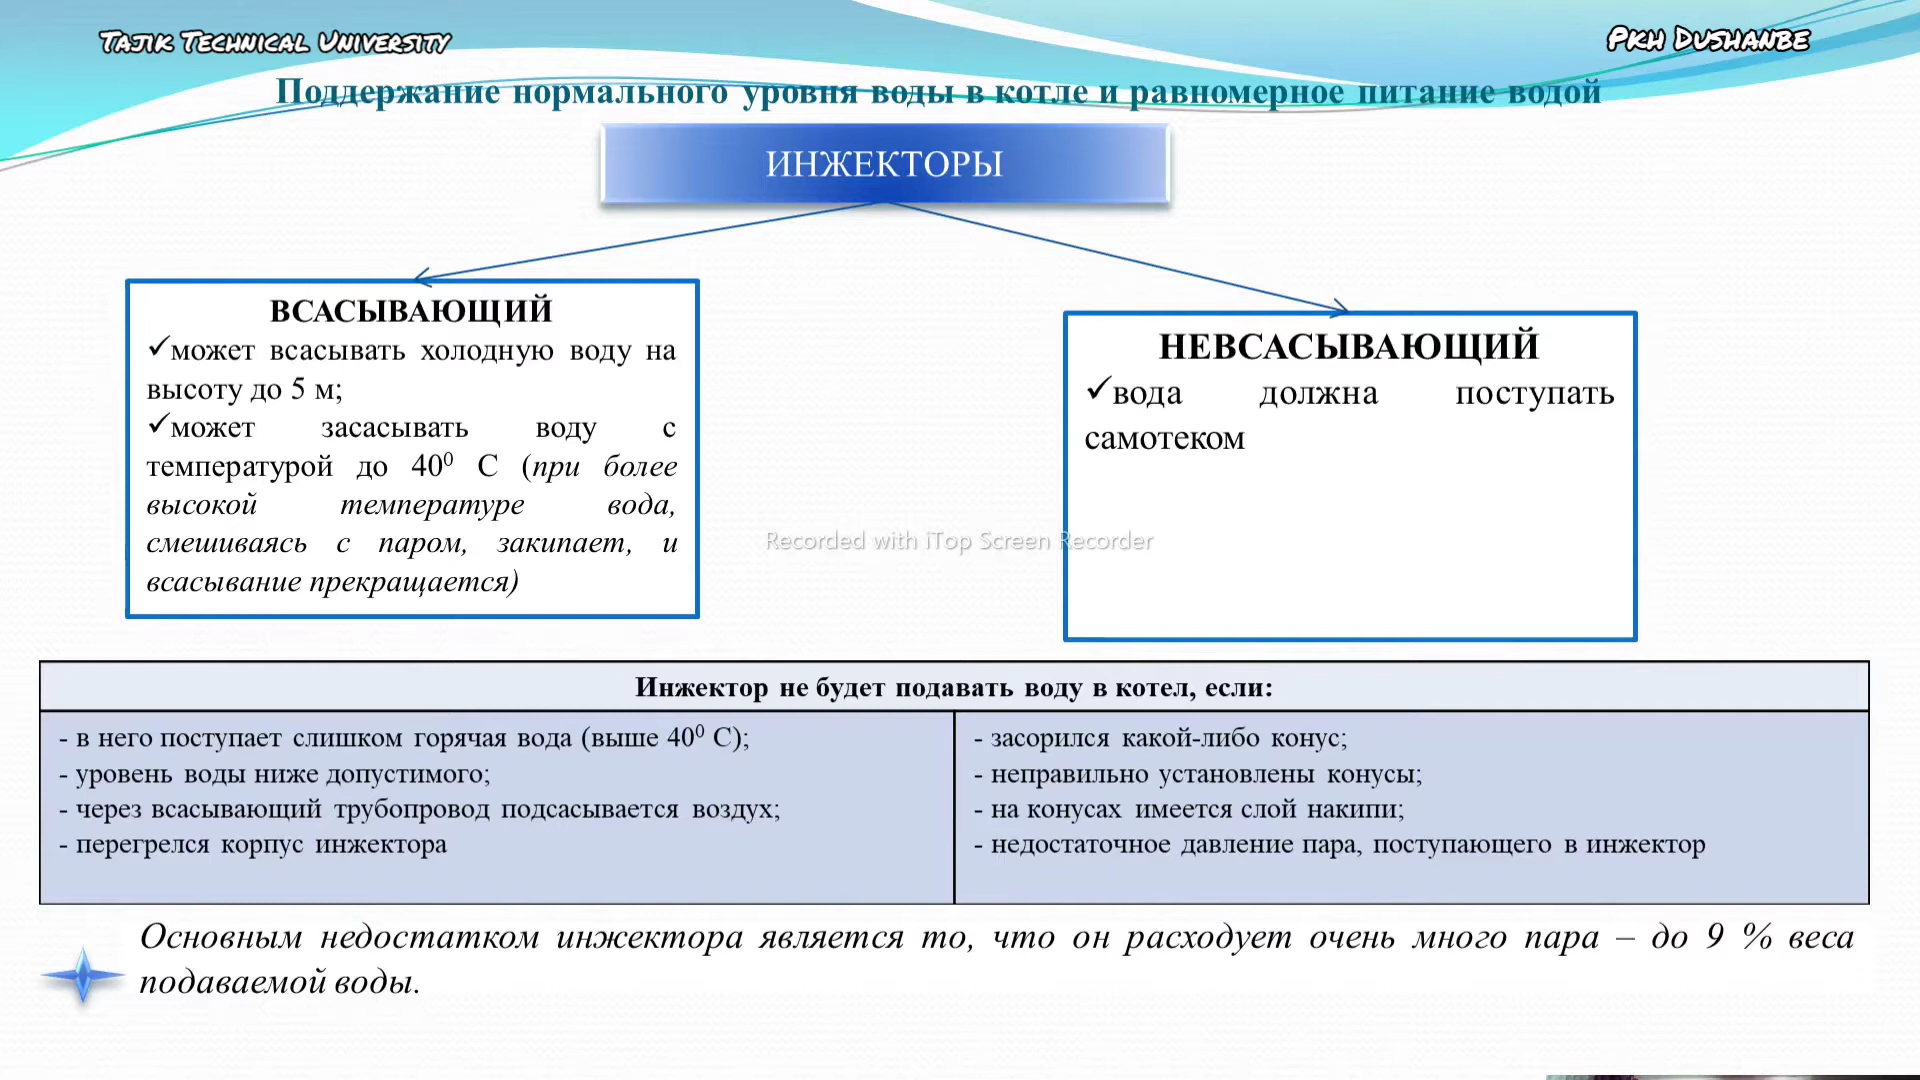 Tajik Technical University
Pkh Dushanbe
Поддержание нормального уровня воды в котле и равномерное питание водой
ИНЖЕКТОРЫ
ВСАСЫВАЮЩИЙ
✓может всасывать холодную воду на
высоту до 5 м;
✓может засасывать воду с
температурой до 40⁰ С (при более
высокой температуре вода,
смешиваясь с паром, закипает, и
всасывание прекращается)
НЕВСАСЫВАЮЩИЙ
✓вода должна поступать
самотеком
Recorded with iTop Screen Recorder
Инжектор не будет подавать воду в котел, если:
- в него поступает слишком горячая вода (выше 40⁰ С);
- уровень воды ниже допустимого;
- через всасывающий трубопровод подсасывается воздух;
- перегрелся корпус инжектора
- засорился какой-либо конус;
- неправильно установлены конусы;
- на конусах имеется слой накипи;
- недостаточное давление пара, поступающего в инжектор
Основным недостатком инжектора является то, что он расходует очень много пара – до 9 % веса
подаваемой воды.